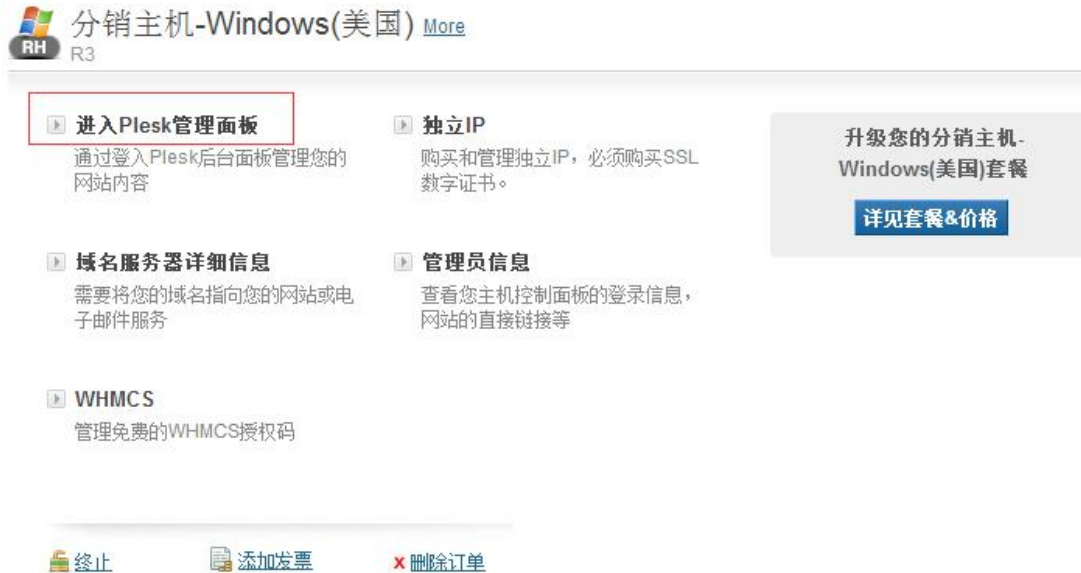 分销主机-Windows(美国) More
RH
R3
进入Plesk管理面板
通过登入Plesk后台面板管理您的
网站内容
独立IP
购买和管理独立IP，必须购买SSL
数字证书。
升级您的分销主机-
Windows(美国)套餐
详见套餐&价格
域名服务器详细信息
需要将您的域名指向您的网站或电
子邮件服务
管理员信息
查看您主机控制面板的登录信息，
网站的直接链接等
WHMCS
管理免费的WHMCS授权码
终止
添加发票
x 删除订单